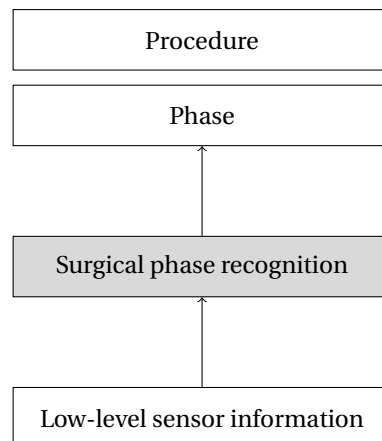 Procedure
Phase
Surgical phase recognition
Low-level sensor information